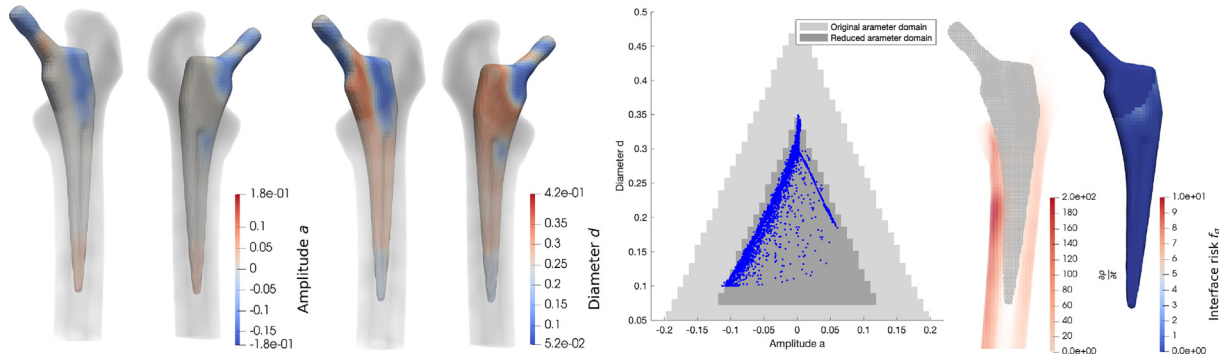 1.8e-01
0.1
0.05
0
-0.05
-0.1
-0.15
-1.8e-01
Amplitude a
4.2e-01
0.35
0.3
0.25
0.2
0.15
0.1
5.2e-02
Diameter d
Original arameter domain
Reduced arameter domain
0.5
0.45
0.4
0.35
0.3
0.25
0.2
0.15
0.1
0.05
Diameter d
-0.2 -0.15 -0.1 -0.05 0 0.05 0.1 0.15 0.2
Amplitude a
2.0e+02
180
160
140
120
100
80
60
40
20
0.0e+00
∂ρ
∂t
1.0e+01
9
8
7
6
5
4
3
2
1
0.0e+00